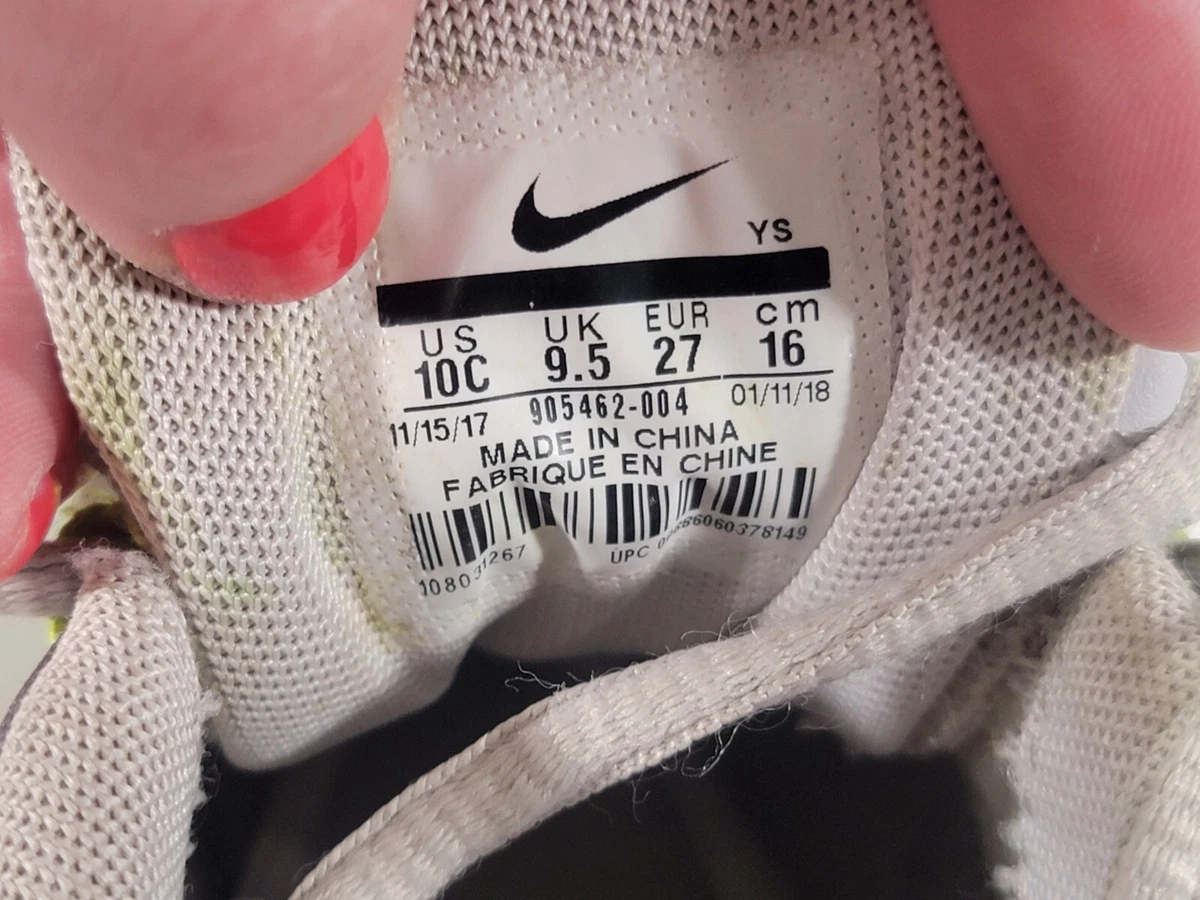 YS
US UK EUR cm
10C 9.5 27 16
11/15/17 905462-004 01/11/18
MADE IN CHINA
FABRIQUE EN CHINE
UPC